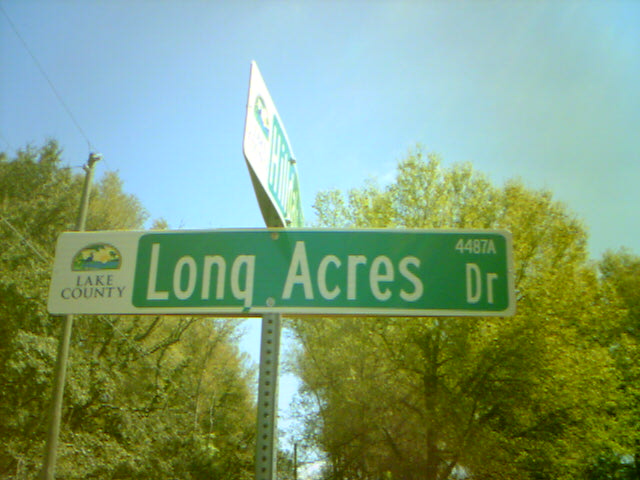 LAKE
COUNTY
Long Acres Dr
4487A